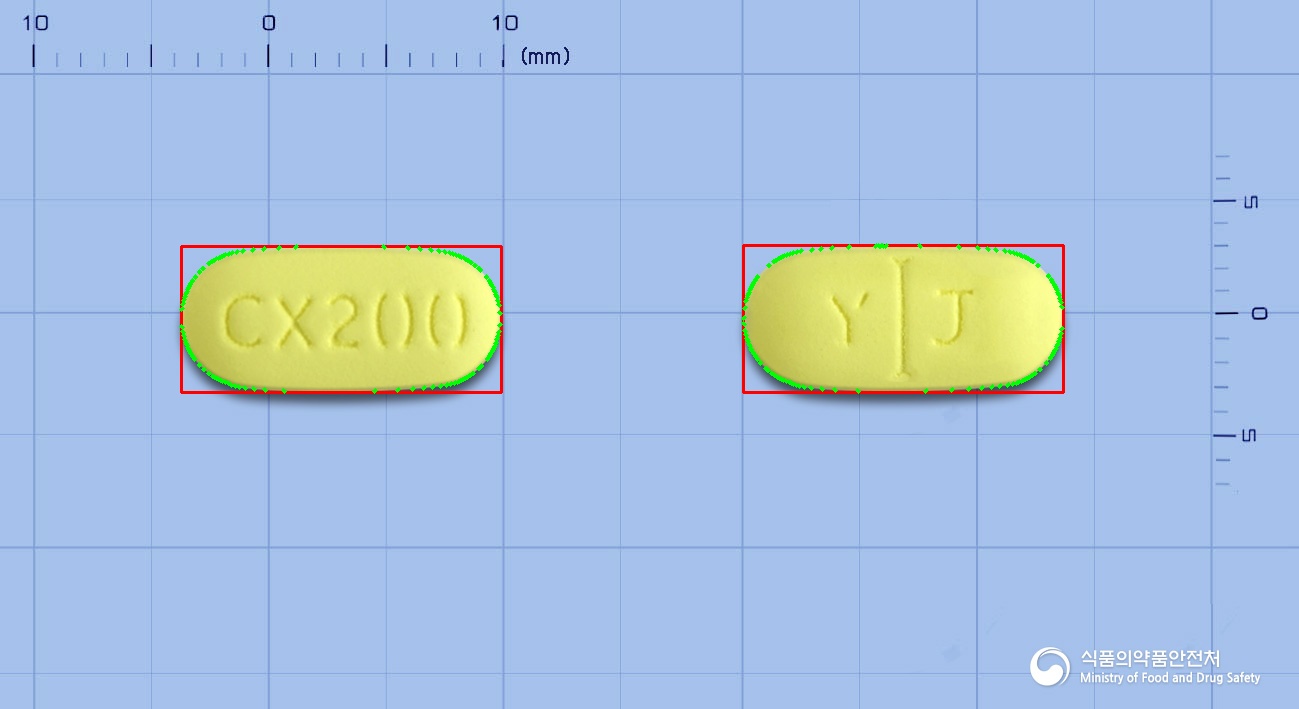 10 0 10
(mm)
5
0
5
CX200
Y J
식품의약품안전처
Ministry of Food and Drug Safety